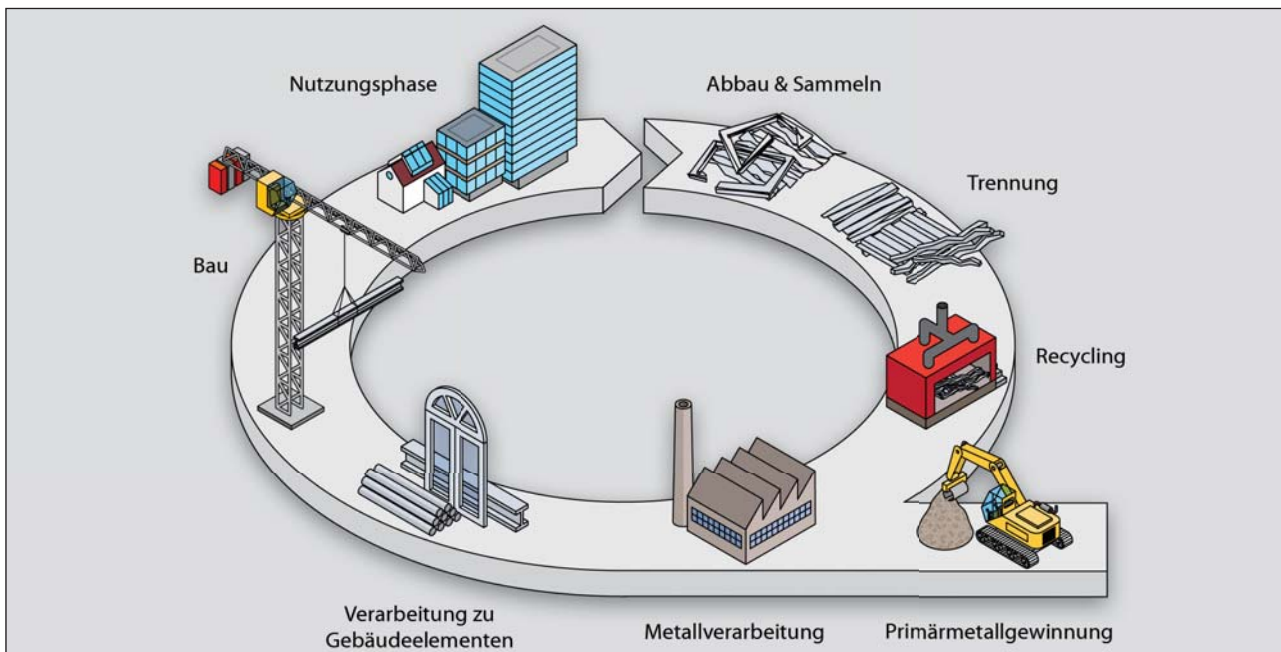 Nutzungsphase
Abbau & Sammeln
Trennung
Bau
Recycling
Verarbeitung zu
Gebäudeelementen
Metallverarbeitung
Primärmetallgewinnung